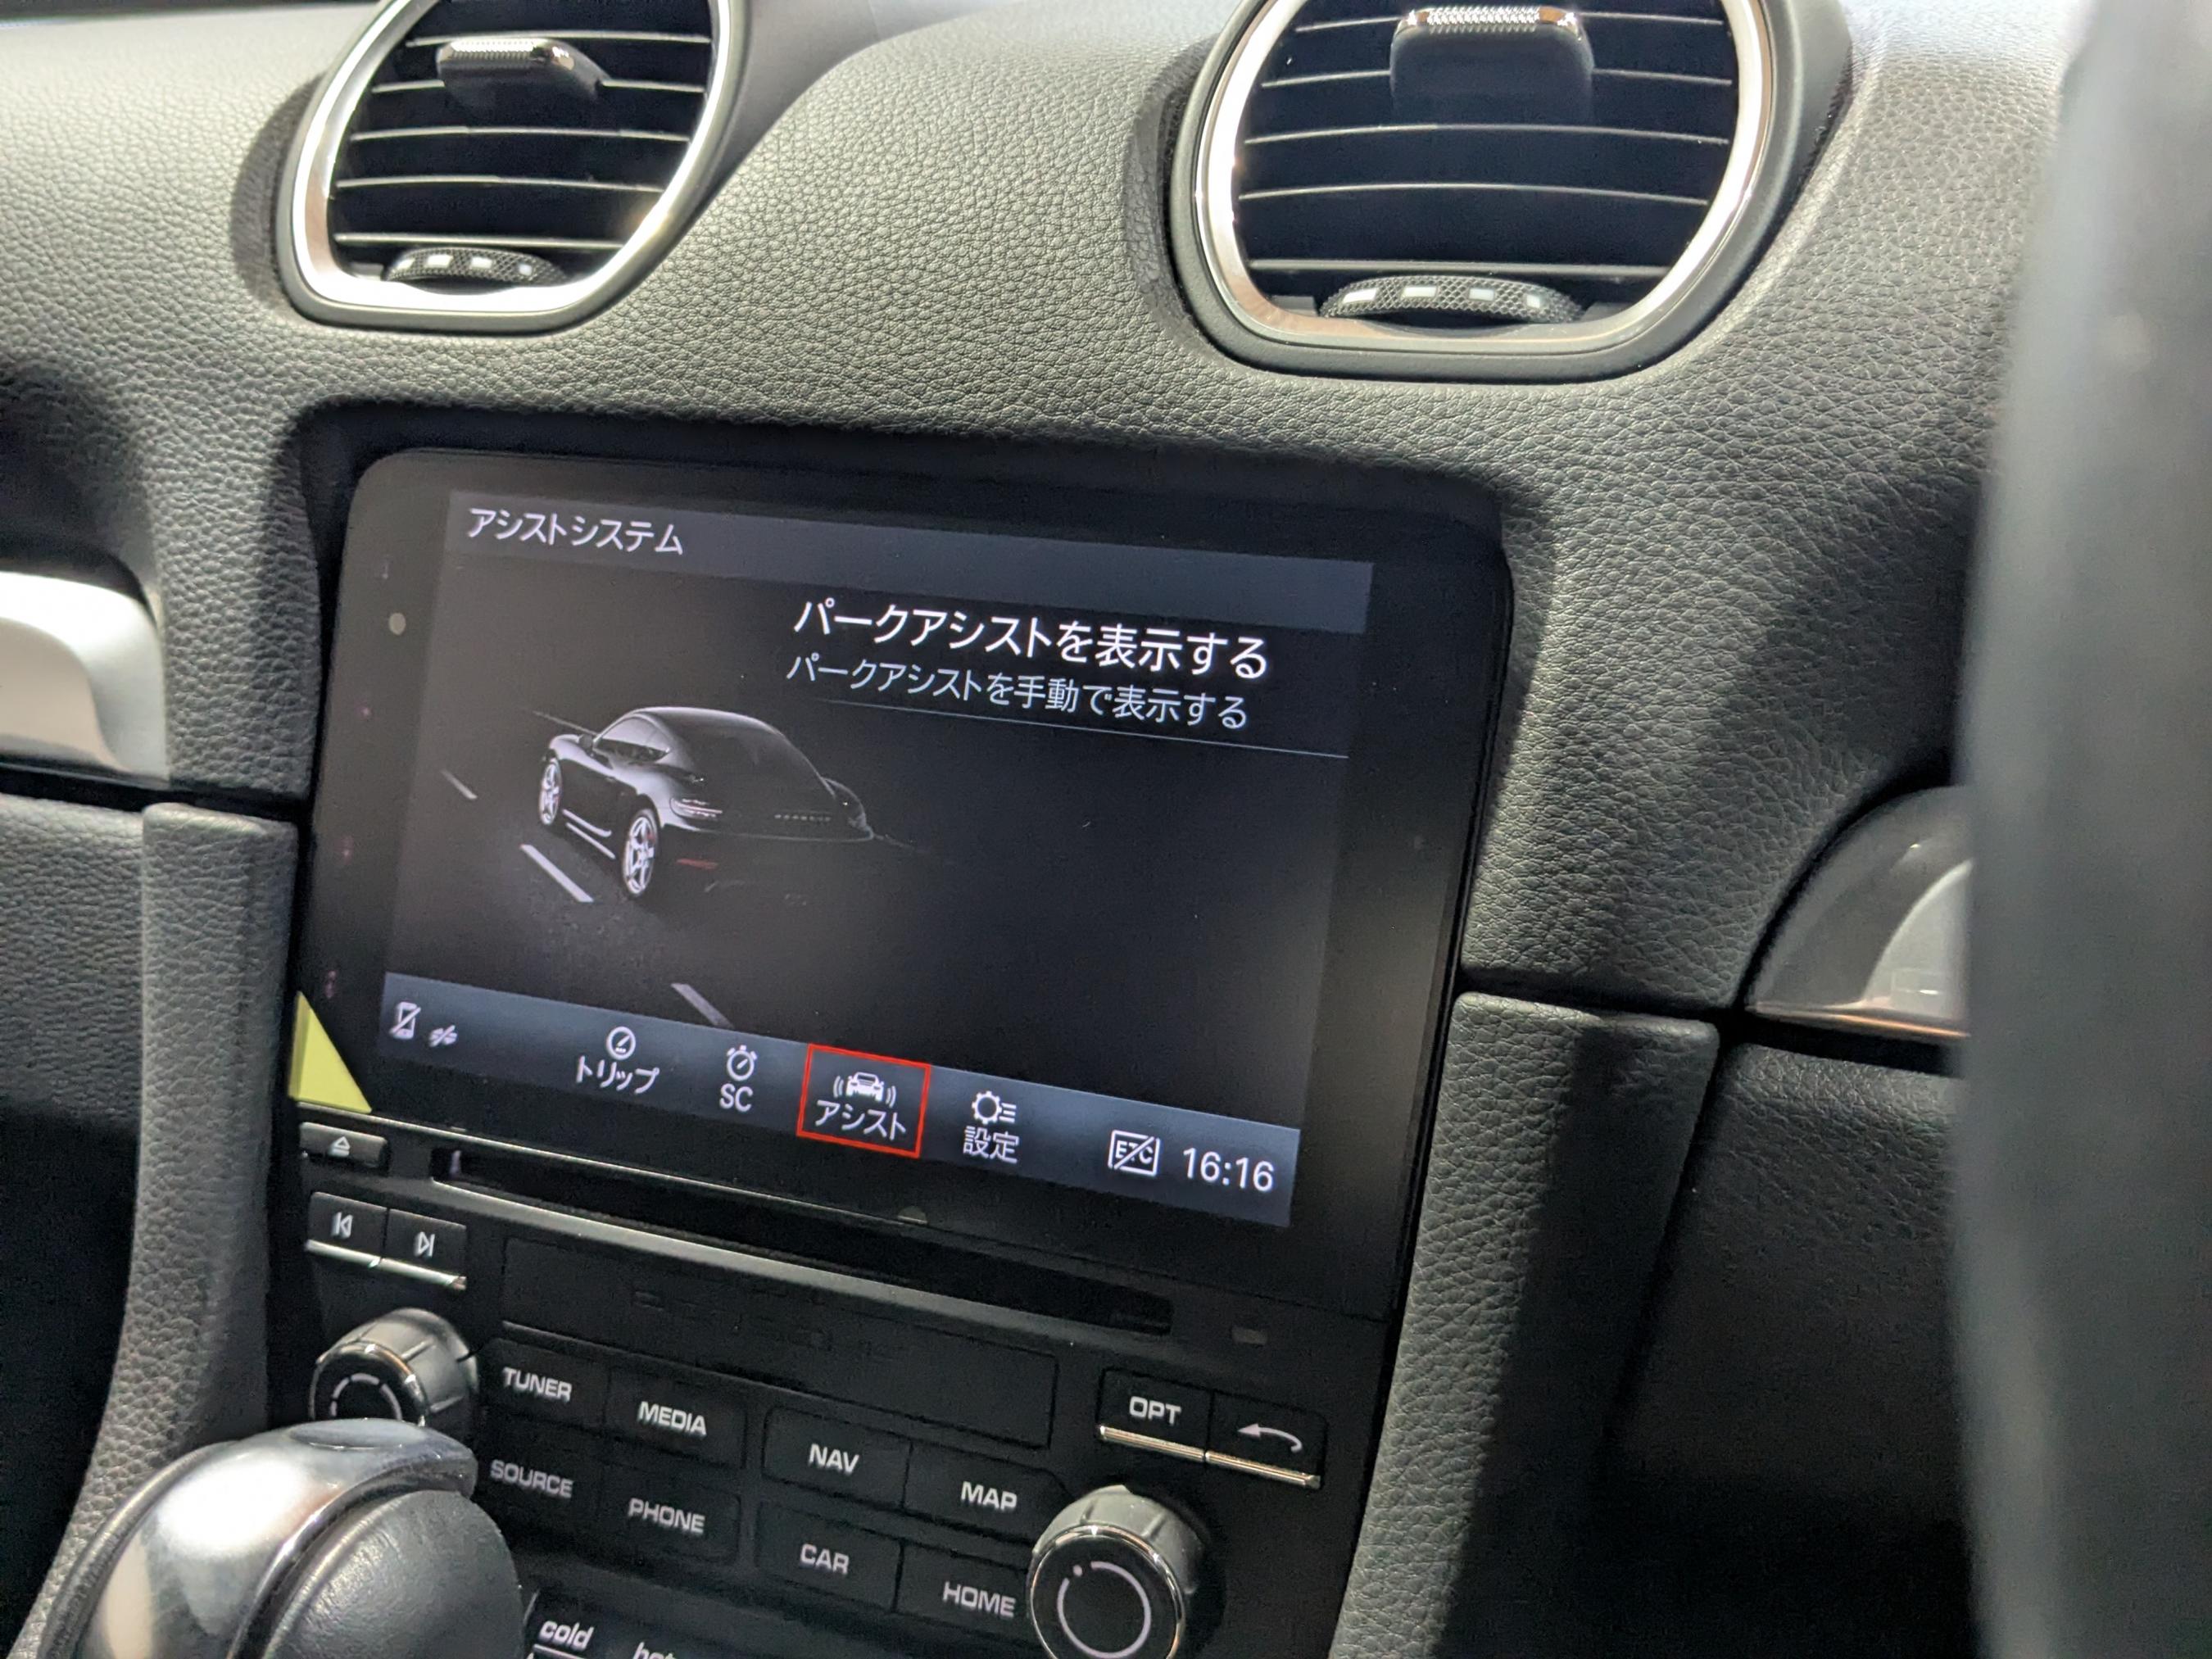 アシストシステム
パークアシストを表示する
パークアシストを手動で表示する
トリップ
SC
アシスト
設定
ETC
16:16
TUNER
MEDIA
NAV
MAP
OPT
SOURCE
PHONE
CAR
HOME
cold